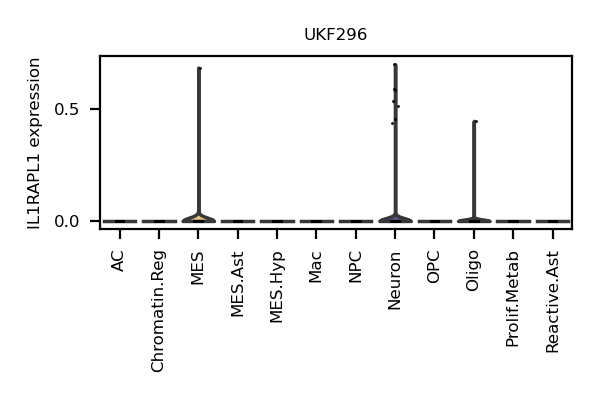 UKF296
IL1RAPL1 expression
0.5
0.0
AC
Chromatin.Reg
MES
MES.Ast
MES.Hyp
Mac
NPC
Neuron
OPC
Oligo
Prolif.Metab
Reactive.Ast